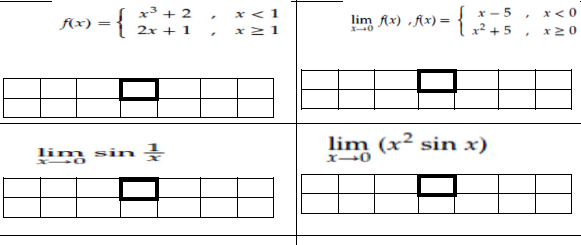 f(x) = { x³ + 2 , x < 1
2x + 1 , x ≥ 1
lim x→0 f(x) , f(x) = { x − 5 , x < 0
x² + 5 , x ≥ 0
lim x→0 sin 1/x
lim x→0 (x² sin x)